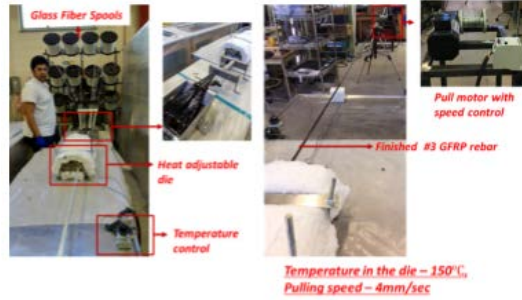 Glass Fiber Spools
Heat adjustable
die
Temperature
control
Pull motor with
speed control
Finished #3 GFRP rebar
Temperature in the die – 150°C,
Pulling speed – 4mm/sec